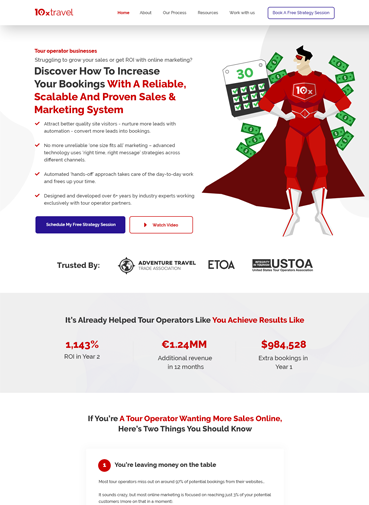 10xtravel
Home About Our Process Resources Work with us Book A Free Strategy Session
Tour operator businesses
Struggling to grow your sales or get ROI with online marketing?
Discover How To Increase
Your Bookings With A Reliable,
Scalable And Proven Sales &
Marketing System
Attract better quality site visitors - nurture more leads with
automation - convert more leads into bookings.
No more unreliable 'one size fits all' marketing - advanced
technology uses 'right time, right message' strategies across
different channels.
Automated 'hands-off' approach takes care of the day-to-day work
and frees up your time.
Designed and developed over 6+ years by industry experts working
exclusively with tour operator partners.
Schedule My Free Strategy Session
Watch Video
30
10x
Trusted By:
ADVENTURE TRAVEL
TRADE ASSOCIATION
ETOA
USTOA
United States Tour Operators Association
It's Already Helped Tour Operators Like You Achieve Results Like
1,143%
ROI in Year 2
€1.24MM
Additional revenue
in 12 months
$984,528
Extra bookings in
Year 1
If You're A Tour Operator Wanting More Sales Online,
Here's Two Things You Should Know
1
You're leaving money on the table
Most tour operators miss out on around 97% of potential bookings from their websites..
It sounds crazy, but most online marketing is focused on reaching just 3% of your potential
customers (more on that in a moment).